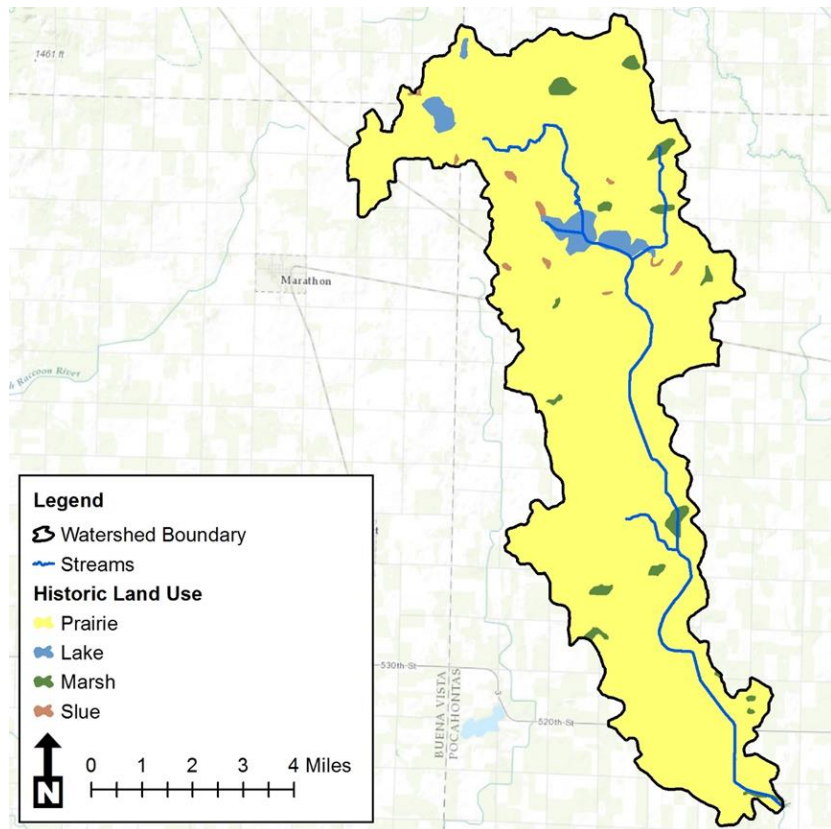 1461 ft
Marathon
Raccoon River
Legend
Watershed Boundary
Streams
Historic Land Use
Prairie
Lake
Marsh
Slue
N
0 1 2 3 4 Miles
530th St
520th St
BUENA VISTA
POCAHONTAS